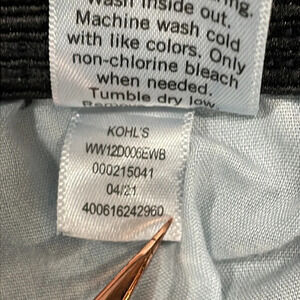 Wash inside out.
Machine wash cold
with like colors. Only
non-chlorine bleach
when needed.
Tumble dry low.
KOHL'S
WW12D006EWB
000215041
04/21
400616242960